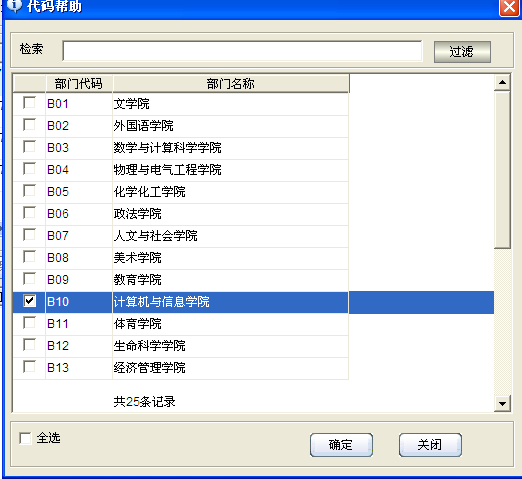 代码帮助
检索 过滤
部门代码 部门名称
B01 文学院
B02 外国语学院
B03 数学与计算科学学院
B04 物理与电气工程学院
B05 化学化工学院
B06 政法学院
B07 人文与社会学院
B08 美术学院
B09 教育学院
B10 计算机与信息学院
B11 体育学院
B12 生命科学学院
B13 经济管理学院
共25条记录
全选 确定 关闭